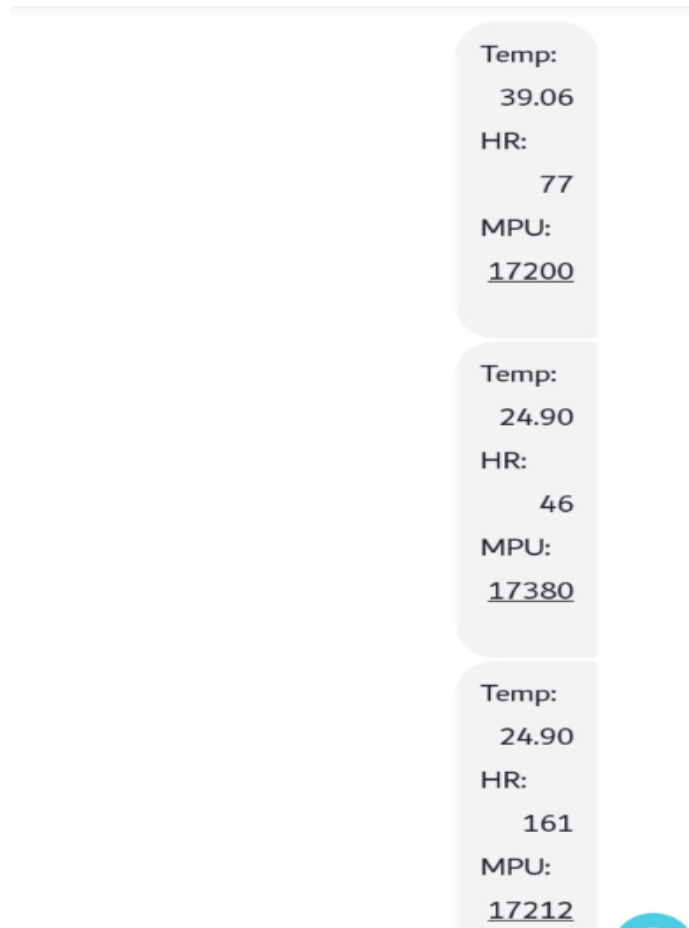 Temp:
39.06
HR:
77
MPU:
17200
Temp:
24.90
HR:
46
MPU:
17380
Temp:
24.90
HR:
161
MPU:
17212